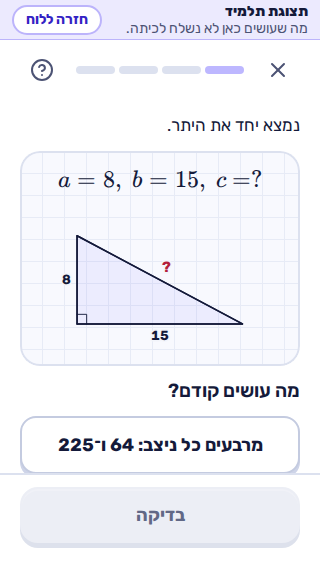 תצוגת תלמיד
מה שעושים כאן לא נשלח לכיתה.
חזרה ללוח
?
נמצא יחד את היתר.
a = 8, b = 15, c =?
?
8
15
מה עושים קודם?
מרבעים כל ניצב: 64 ו־225
בדיקה